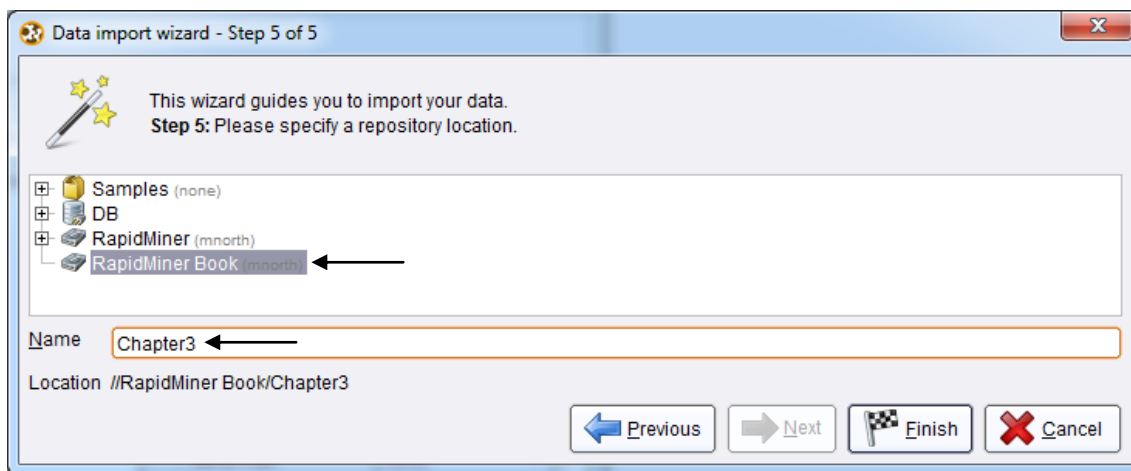 Data import wizard - Step 5 of 5
This wizard guides you to import your data.
Step 5: Please specify a repository location.
Samples (none)
DB
RapidMiner (mnorth)
RapidMiner Book (mnorth)
Name Chapter3
Location //RapidMiner Book/Chapter3
Previous Next Finish Cancel